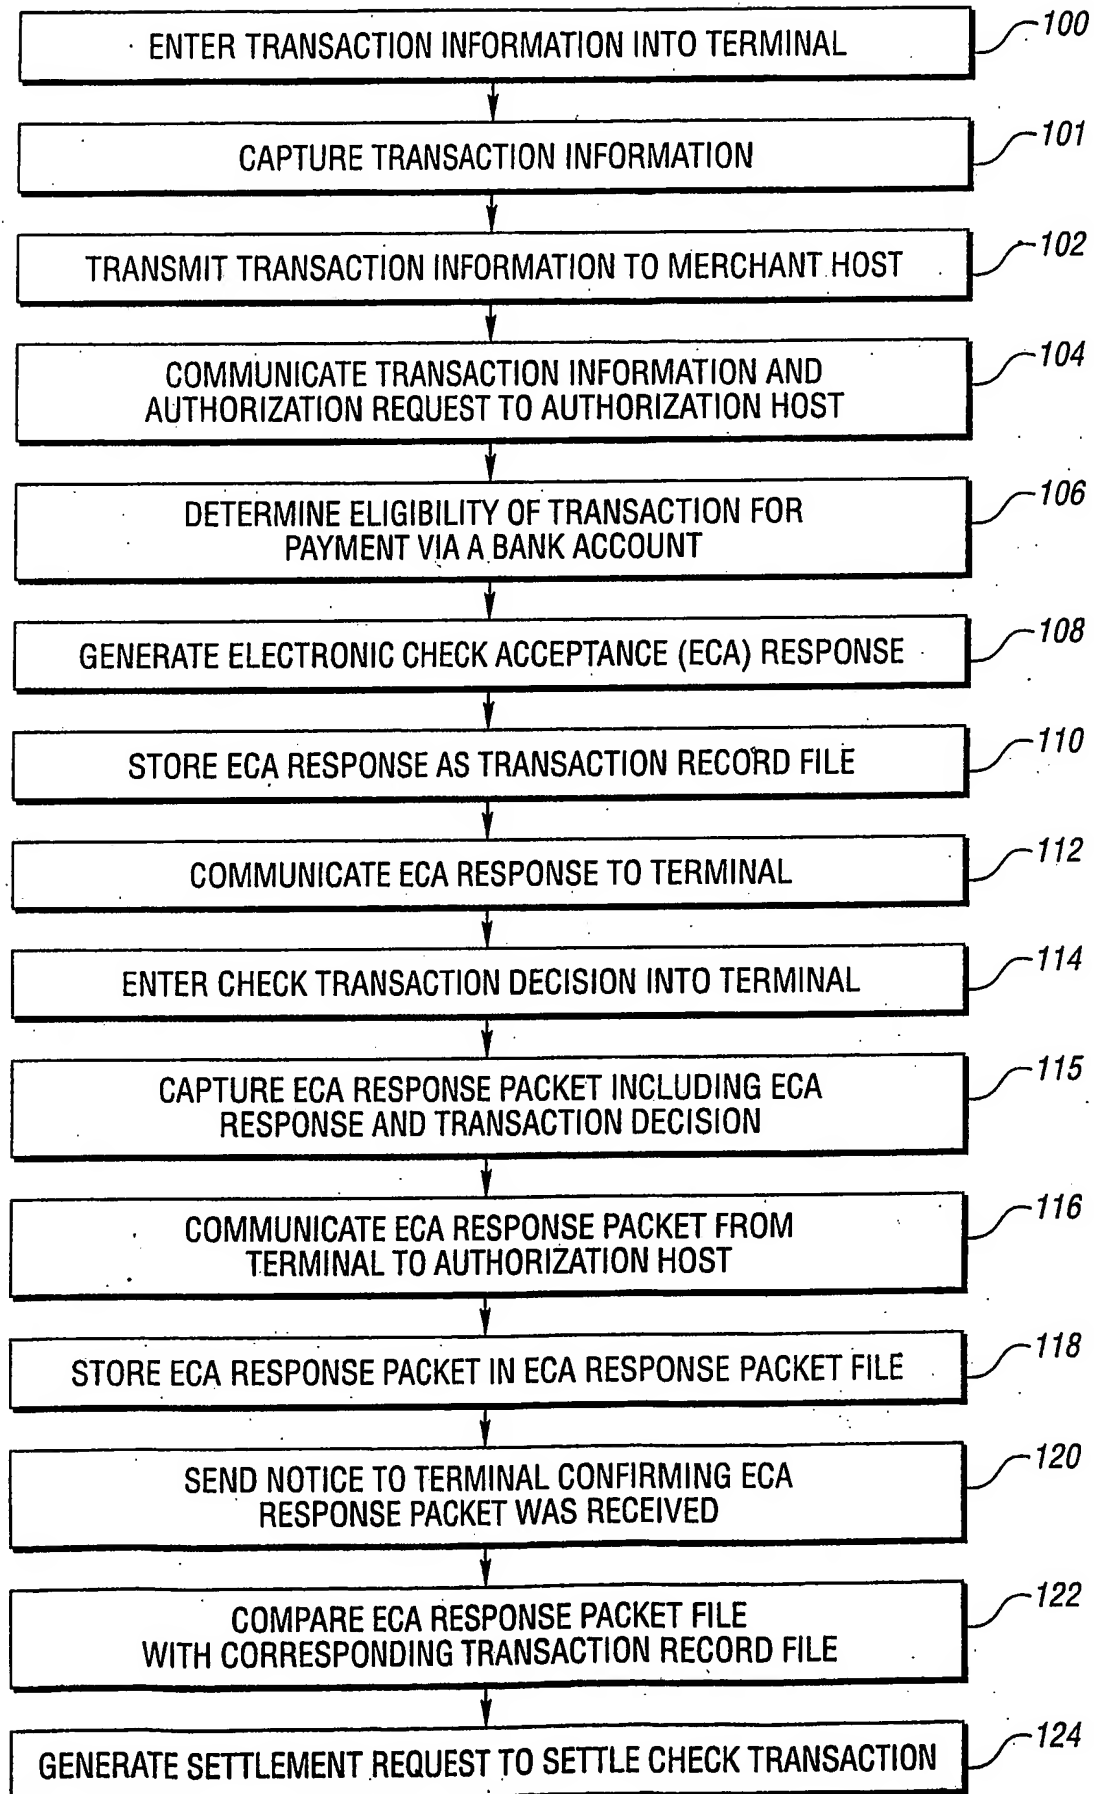 ENTER TRANSACTION INFORMATION INTO TERMINAL
100
CAPTURE TRANSACTION INFORMATION
101
TRANSMIT TRANSACTION INFORMATION TO MERCHANT HOST
102
COMMUNICATE TRANSACTION INFORMATION AND
AUTHORIZATION REQUEST TO AUTHORIZATION HOST
104
DETERMINE ELIGIBILITY OF TRANSACTION FOR
PAYMENT VIA A BANK ACCOUNT
106
GENERATE ELECTRONIC CHECK ACCEPTANCE (ECA) RESPONSE
108
STORE ECA RESPONSE AS TRANSACTION RECORD FILE
110
COMMUNICATE ECA RESPONSE TO TERMINAL
112
ENTER CHECK TRANSACTION DECISION INTO TERMINAL
114
CAPTURE ECA RESPONSE PACKET INCLUDING ECA
RESPONSE AND TRANSACTION DECISION
115
COMMUNICATE ECA RESPONSE PACKET FROM
TERMINAL TO AUTHORIZATION HOST
116
STORE ECA RESPONSE PACKET IN ECA RESPONSE PACKET FILE
118
SEND NOTICE TO TERMINAL CONFIRMING ECA
RESPONSE PACKET WAS RECEIVED
120
COMPARE ECA RESPONSE PACKET FILE
WITH CORRESPONDING TRANSACTION RECORD FILE
122
GENERATE SETTLEMENT REQUEST TO SETTLE CHECK TRANSACTION
124